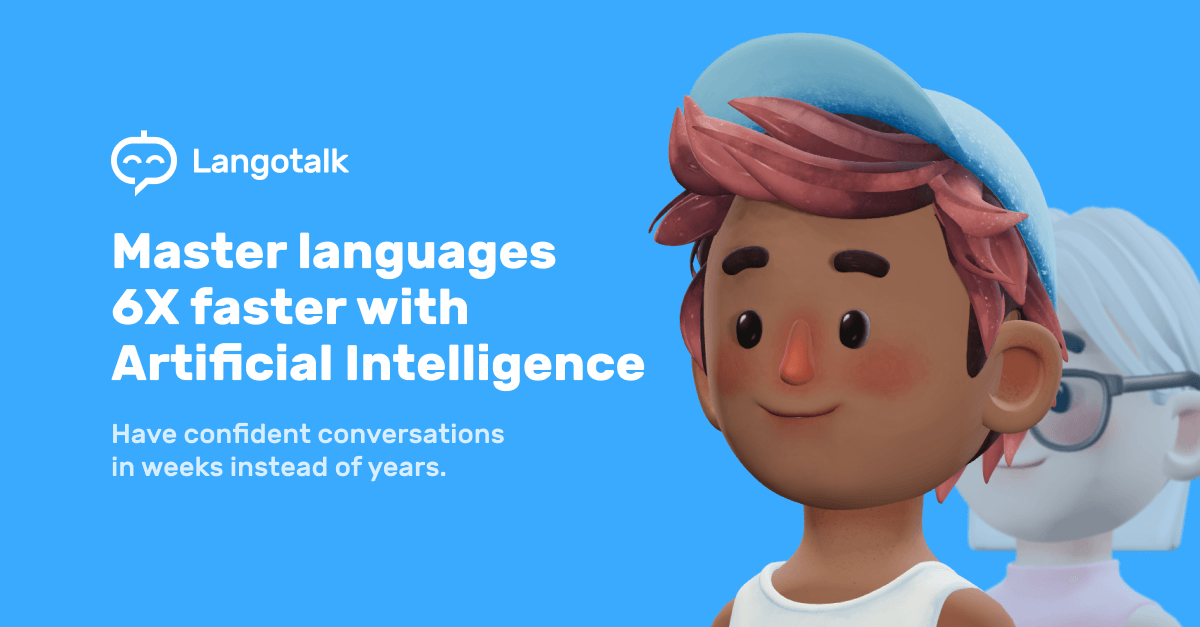 Langotalk
Master languages
6X faster with
Artificial Intelligence
Have confident conversations
in weeks instead of years.